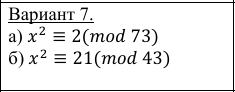 Вариант 7.
а) 𝑥² ≡ 2(𝑚𝑜𝑑 73)
б) 𝑥² ≡ 21(𝑚𝑜𝑑 43)